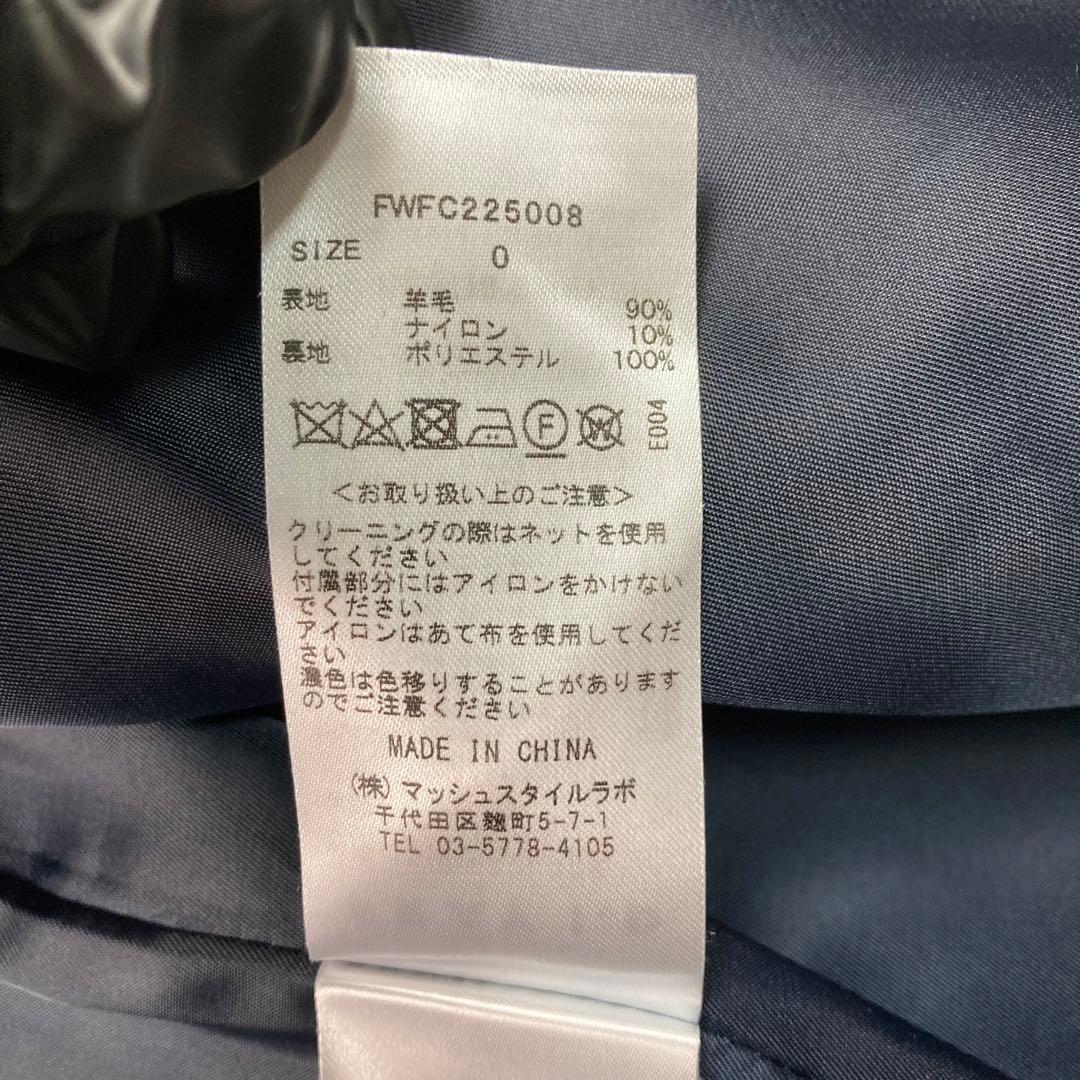 FWFC225008
SIZE 0
表地 羊毛 90%
ナイロン 10%
裏地 ポリエステル 100%
F W E004
<お取り扱い上のご注意>
クリーニングの際はネットを使用
してください
付属部分にはアイロンをかけない
でください
アイロンはあて布を使用してくだ
さい
濃色は色移りすることがあります
のでご注意ください
MADE IN CHINA
(株)マッシュスタイルラボ
千代田区麹町5-7-1
TEL 03-5778-4105